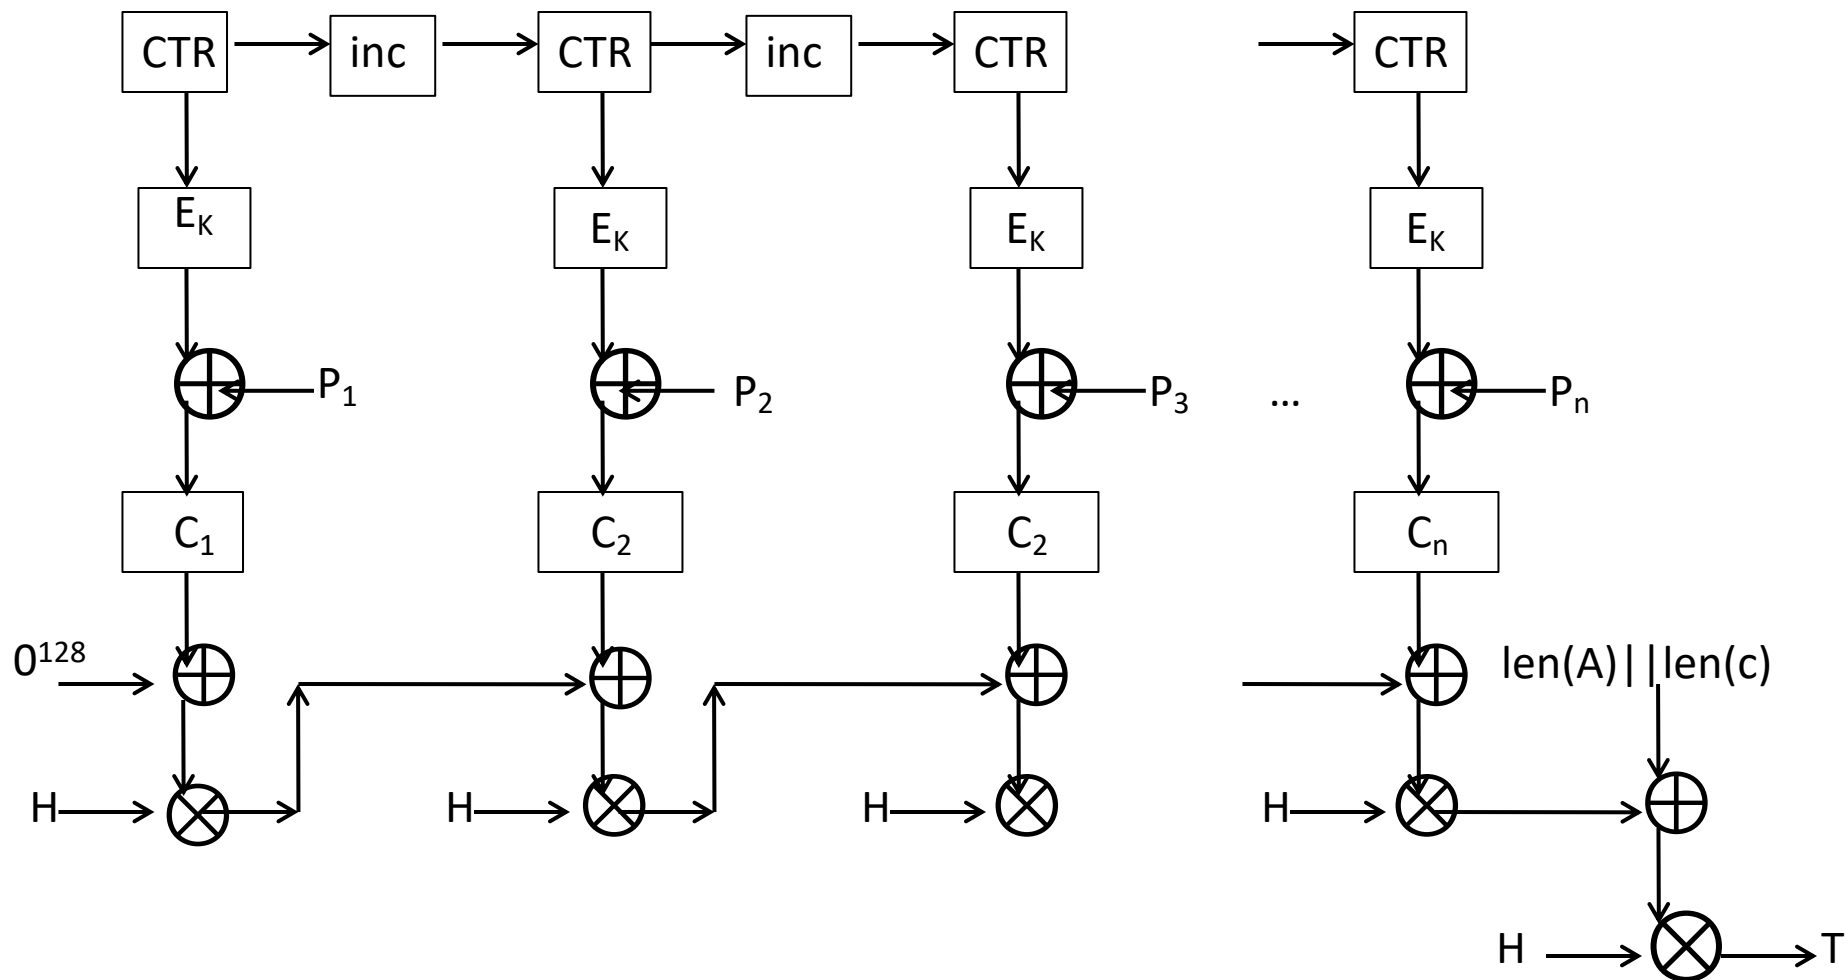 CTR inc CTR inc CTR CTR
E_K E_K E_K E_K
P_1 P_2 P_3 ... P_n
C_1 C_2 C_2 C_n
0^128 len(A)||len(c)
H H H H
H T